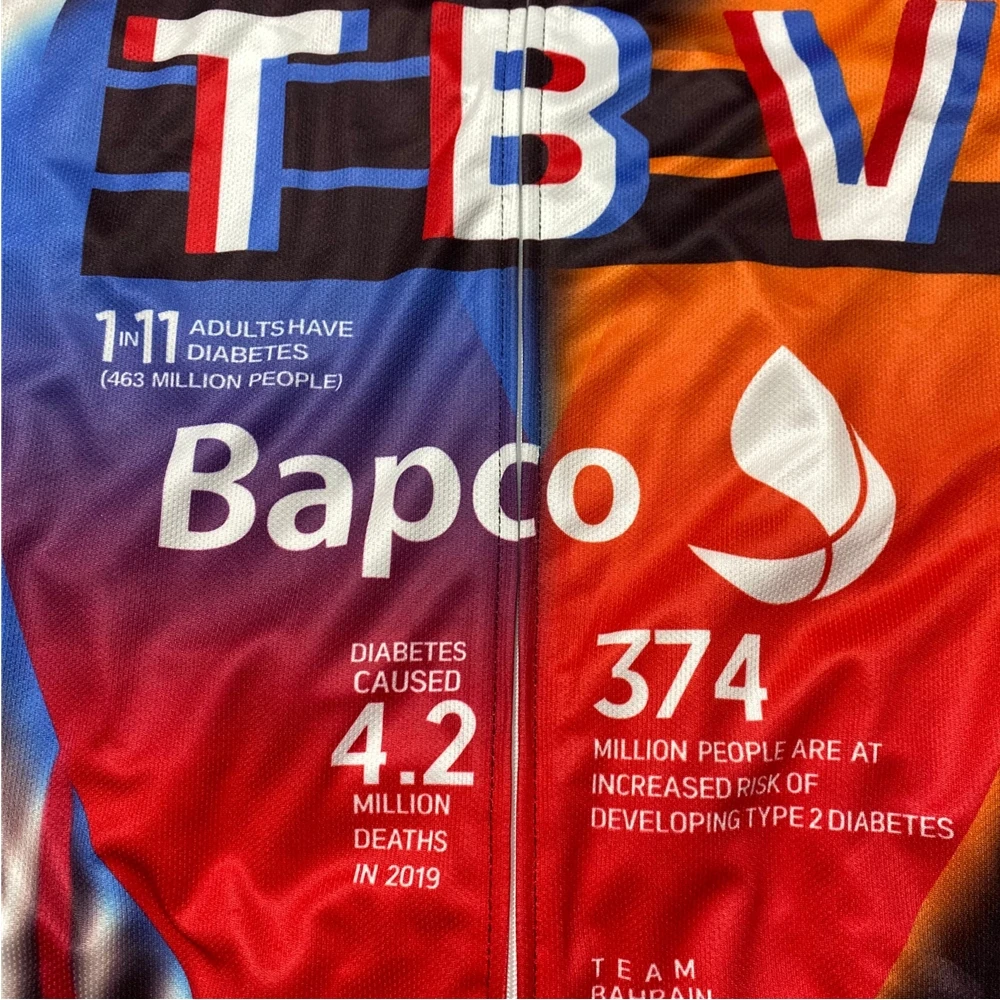 TBV
1 IN 11 ADULTS HAVE
DIABETES
(463 MILLION PEOPLE)
Bapco
DIABETES
CAUSED
4.2
MILLION
DEATHS
IN 2019
374
MILLION PEOPLE ARE AT
INCREASED RISK OF
DEVELOPING TYPE 2 DIABETES
TEAM
BAHRAIN